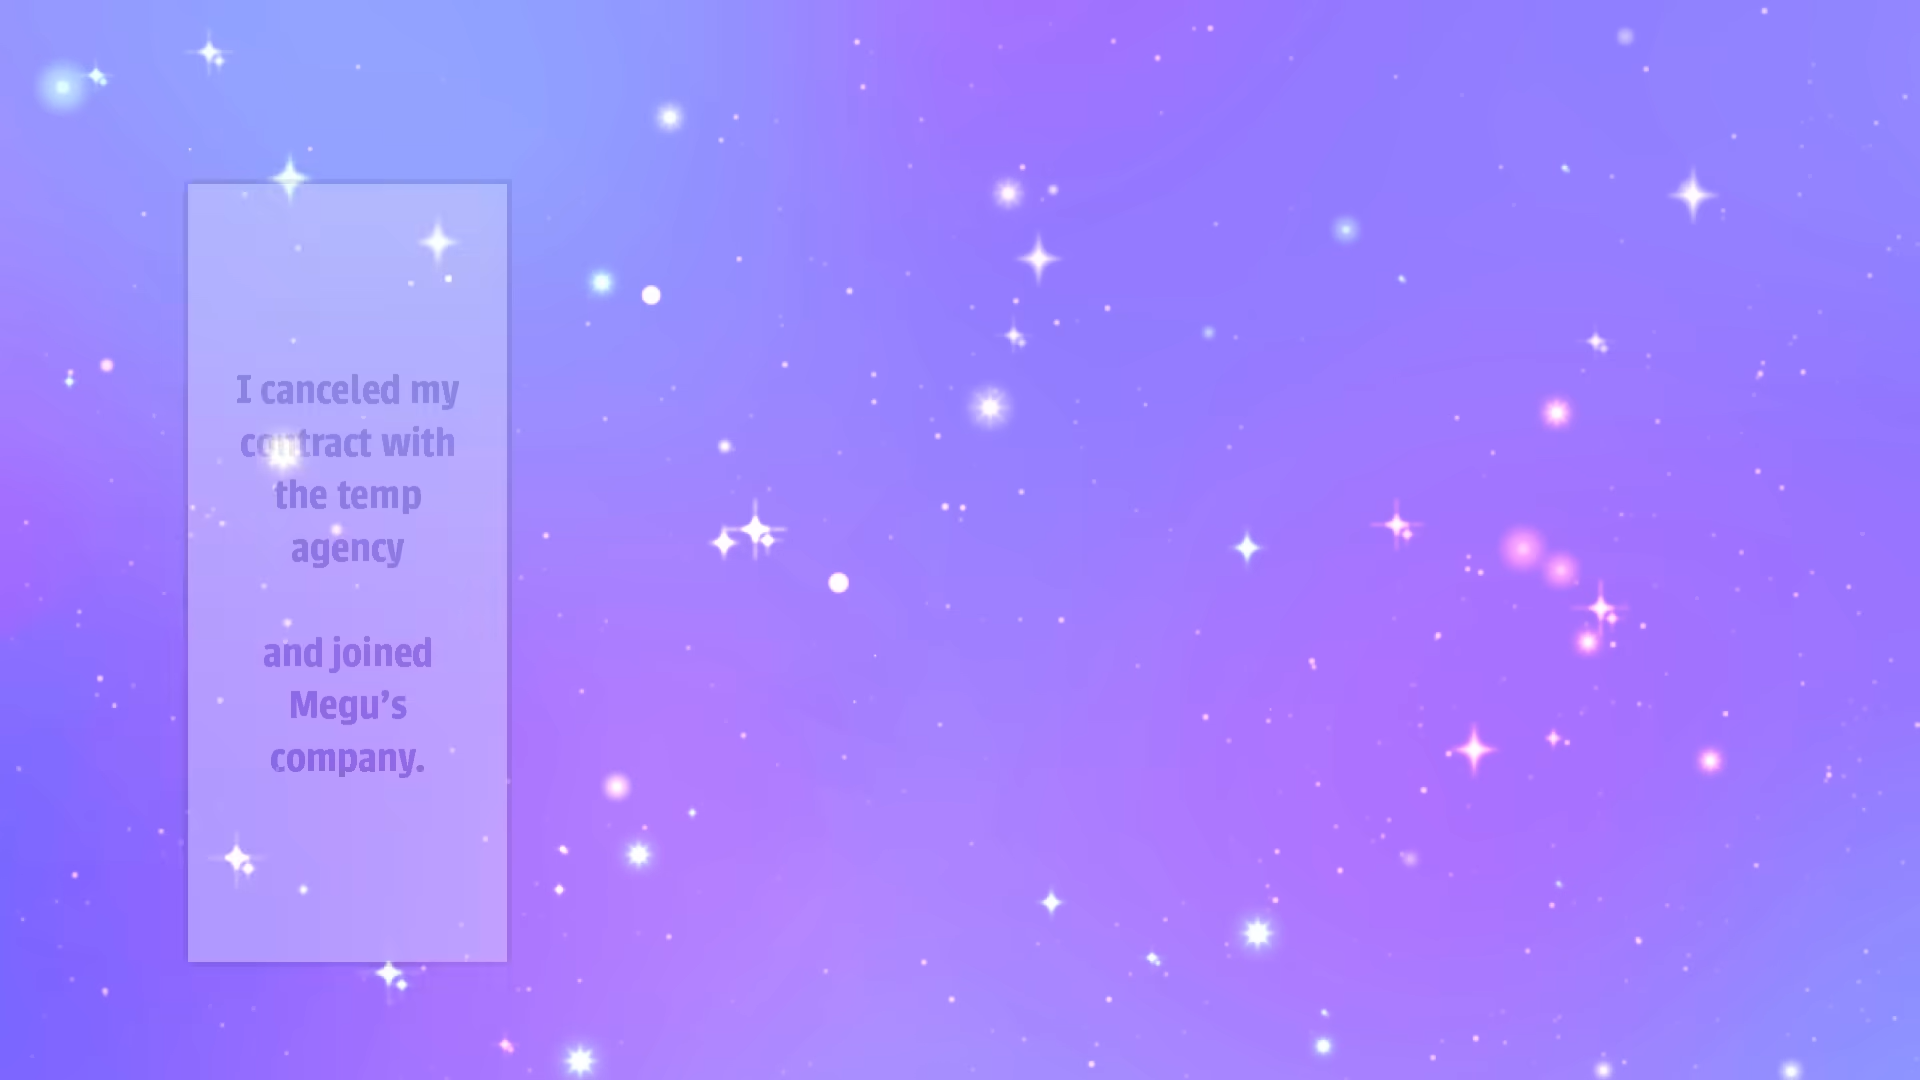 I canceled my
contract with
the temp
agency
and joined
Megu’s
company.